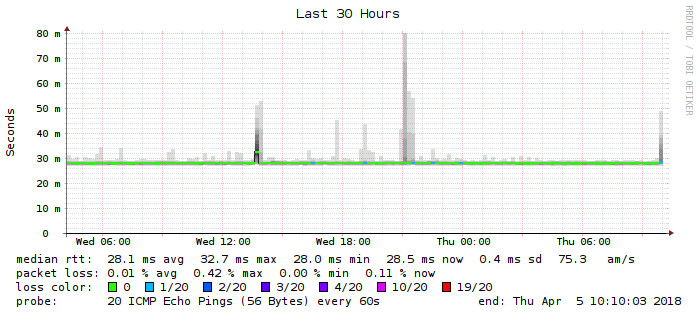 Last 30 Hours
RRDTOOL / TOBI OETIKER
Seconds
80 m
70 m
60 m
50 m
40 m
30 m
20 m
10 m
0
Wed 06:00 Wed 12:00 Wed 18:00 Thu 00:00 Thu 06:00
median rtt: 28.1 ms avg 32.7 ms max 28.0 ms min 28.5 ms now 0.4 ms sd 75.3 am/s
packet loss: 0.01 % avg 0.42 % max 0.00 % min 0.11 % now
loss color: 0 1/20 2/20 3/20 4/20 10/20 19/20
probe: 20 ICMP Echo Pings (56 Bytes) every 60s end: Thu Apr 5 10:10:03 2018